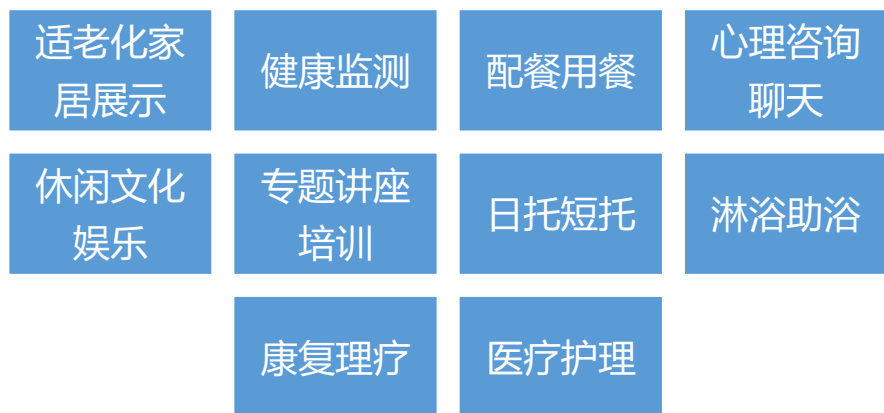 适老化家
居展示
健康监测
配餐用餐
心理咨询
聊天
休闲文化
娱乐
专题讲座
培训
日托短托
淋浴助浴
康复理疗
医疗护理